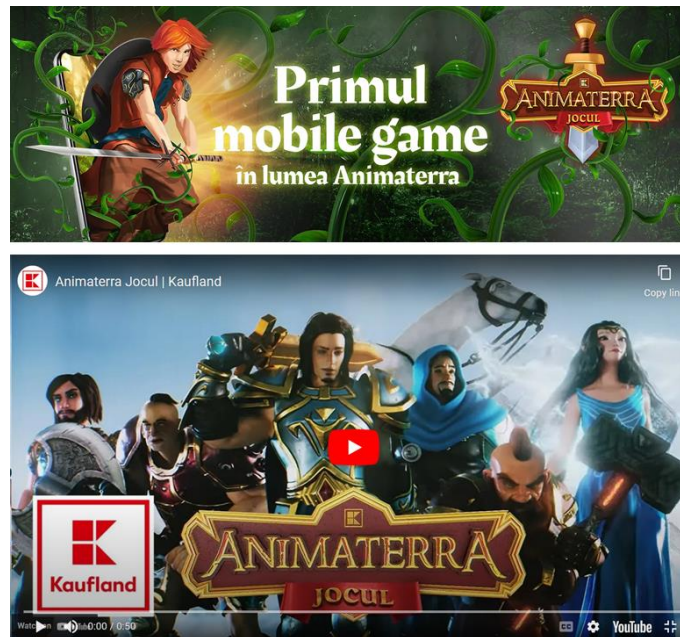 Primul
mobile game
în lumea Animaterra
ANIMATERRA
JOCUL
Animaterra Jocul | Kaufland
Copy lin
Kaufland
ANIMATERRA
JOCUL
0:00 / 0:50
CC
YouTube